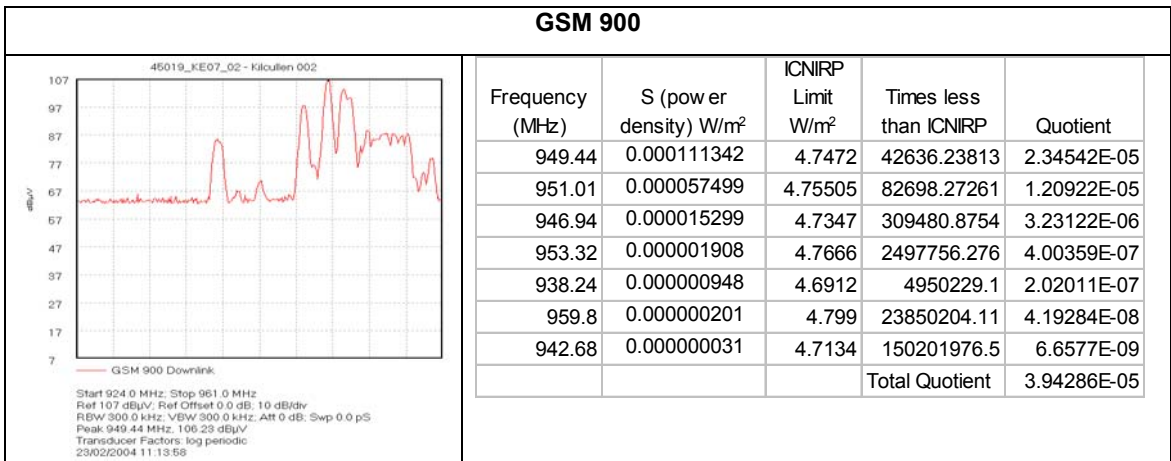 GSM 900
45019_KE07_02 - Kilcullen 002
107
97
87
77
67
57
47
37
27
17
7
dBµV
GSM 900 Downlink
Start 924.0 MHz; Stop 961.0 MHz
Ref 107 dBµV; Ref Offset 0.0 dB; 10 dB/div
RBW 300.0 kHz; VBW 300.0 kHz; Att 0 dB; Swp 0.0 pS
Peak 949.44 MHz, 106.23 dBµV
Transducer Factors: log periodic
23/02/2004 11:13:58
ICNIRP
Frequency S (power Limit Times less
(MHz) density) W/m² W/m² than ICNIRP Quotient
949.44 0.000111342 4.7472 42636.23813 2.34542E-05
951.01 0.000057499 4.75505 82698.27261 1.20922E-05
946.94 0.000015299 4.7347 309480.8754 3.23122E-06
953.32 0.000001908 4.7666 2497756.276 4.00359E-07
938.24 0.000000948 4.6912 4950229.1 2.02011E-07
959.8 0.000000201 4.799 23850204.11 4.19284E-08
942.68 0.000000031 4.7134 150201976.5 6.6577E-09
Total Quotient 3.94286E-05